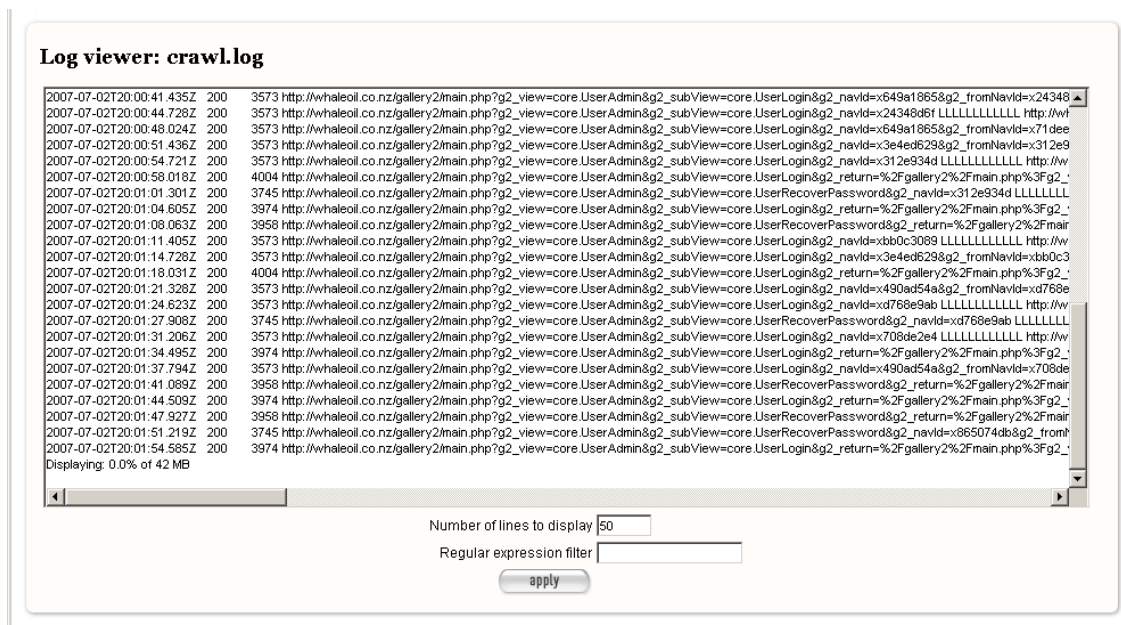 Log viewer: crawl.log
2007-07-02T20:00:41.435Z 200 3573 http://whaleoil.co.nz/gallery2/main.php?g2_view=core.UserAdmin&g2_subView=core.UserLogin&g2_navId=x649a1865&g2_fromNavId=x24348
2007-07-02T20:00:44.728Z 200 3573 http://whaleoil.co.nz/gallery2/main.php?g2_view=core.UserAdmin&g2_subView=core.UserLogin&g2_navId=x24348d6f LLLLLLLLLLLL http://wh
2007-07-02T20:00:48.024Z 200 3573 http://whaleoil.co.nz/gallery2/main.php?g2_view=core.UserAdmin&g2_subView=core.UserLogin&g2_navId=x649a1865&g2_fromNavId=x71dee
2007-07-02T20:00:51.436Z 200 3573 http://whaleoil.co.nz/gallery2/main.php?g2_view=core.UserAdmin&g2_subView=core.UserLogin&g2_navId=x3e4ed629&g2_fromNavId=x312e9
2007-07-02T20:00:54.721Z 200 3573 http://whaleoil.co.nz/gallery2/main.php?g2_view=core.UserAdmin&g2_subView=core.UserLogin&g2_navId=x312e934d LLLLLLLLLLLL http://w
2007-07-02T20:00:58.018Z 200 4004 http://whaleoil.co.nz/gallery2/main.php?g2_view=core.UserAdmin&g2_subView=core.UserLogin&g2_return=%2Fgallery2%2Fmain.php%3Fg2_
2007-07-02T20:01:01.301Z 200 3745 http://whaleoil.co.nz/gallery2/main.php?g2_view=core.UserAdmin&g2_subView=core.UserRecoverPassword&g2_navId=x312e934d LLLLLLLL
2007-07-02T20:01:04.605Z 200 3974 http://whaleoil.co.nz/gallery2/main.php?g2_view=core.UserAdmin&g2_subView=core.UserLogin&g2_return=%2Fgallery2%2Fmain.php%3Fg2_
2007-07-02T20:01:08.063Z 200 3958 http://whaleoil.co.nz/gallery2/main.php?g2_view=core.UserAdmin&g2_subView=core.UserRecoverPassword&g2_return=%2Fgallery2%2Fmain
2007-07-02T20:01:11.405Z 200 3573 http://whaleoil.co.nz/gallery2/main.php?g2_view=core.UserAdmin&g2_subView=core.UserLogin&g2_navId=xbb0c3089 LLLLLLLLLLLL http://w
2007-07-02T20:01:14.728Z 200 3573 http://whaleoil.co.nz/gallery2/main.php?g2_view=core.UserAdmin&g2_subView=core.UserLogin&g2_navId=x3e4ed629&g2_fromNavId=xbb0c3
2007-07-02T20:01:18.031Z 200 4004 http://whaleoil.co.nz/gallery2/main.php?g2_view=core.UserAdmin&g2_subView=core.UserLogin&g2_return=%2Fgallery2%2Fmain.php%3Fg2_
2007-07-02T20:01:21.328Z 200 3573 http://whaleoil.co.nz/gallery2/main.php?g2_view=core.UserAdmin&g2_subView=core.UserLogin&g2_navId=x490ad54a&g2_fromNavId=xd768e
2007-07-02T20:01:24.623Z 200 3573 http://whaleoil.co.nz/gallery2/main.php?g2_view=core.UserAdmin&g2_subView=core.UserLogin&g2_navId=xd768e9ab LLLLLLLLLLLL http://w
2007-07-02T20:01:27.908Z 200 3745 http://whaleoil.co.nz/gallery2/main.php?g2_view=core.UserAdmin&g2_subView=core.UserRecoverPassword&g2_navId=xd768e9ab LLLLLLLL
2007-07-02T20:01:31.206Z 200 3573 http://whaleoil.co.nz/gallery2/main.php?g2_view=core.UserAdmin&g2_subView=core.UserLogin&g2_navId=x708de2e4 LLLLLLLLLLLL http://w
2007-07-02T20:01:34.495Z 200 3974 http://whaleoil.co.nz/gallery2/main.php?g2_view=core.UserAdmin&g2_subView=core.UserLogin&g2_return=%2Fgallery2%2Fmain.php%3Fg2_
2007-07-02T20:01:37.794Z 200 3573 http://whaleoil.co.nz/gallery2/main.php?g2_view=core.UserAdmin&g2_subView=core.UserLogin&g2_navId=x490ad54a&g2_fromNavId=x708de
2007-07-02T20:01:41.089Z 200 3958 http://whaleoil.co.nz/gallery2/main.php?g2_view=core.UserAdmin&g2_subView=core.UserRecoverPassword&g2_return=%2Fgallery2%2Fmain
2007-07-02T20:01:44.509Z 200 3974 http://whaleoil.co.nz/gallery2/main.php?g2_view=core.UserAdmin&g2_subView=core.UserLogin&g2_return=%2Fgallery2%2Fmain.php%3Fg2_
2007-07-02T20:01:47.927Z 200 3958 http://whaleoil.co.nz/gallery2/main.php?g2_view=core.UserAdmin&g2_subView=core.UserRecoverPassword&g2_return=%2Fgallery2%2Fmain
2007-07-02T20:01:51.219Z 200 3745 http://whaleoil.co.nz/gallery2/main.php?g2_view=core.UserAdmin&g2_subView=core.UserRecoverPassword&g2_navId=x865074db&g2_from
2007-07-02T20:01:54.585Z 200 3974 http://whaleoil.co.nz/gallery2/main.php?g2_view=core.UserAdmin&g2_subView=core.UserLogin&g2_return=%2Fgallery2%2Fmain.php%3Fg2_
Displaying: 0.0% of 42 MB
Number of lines to display 50
Regular expression filter
apply